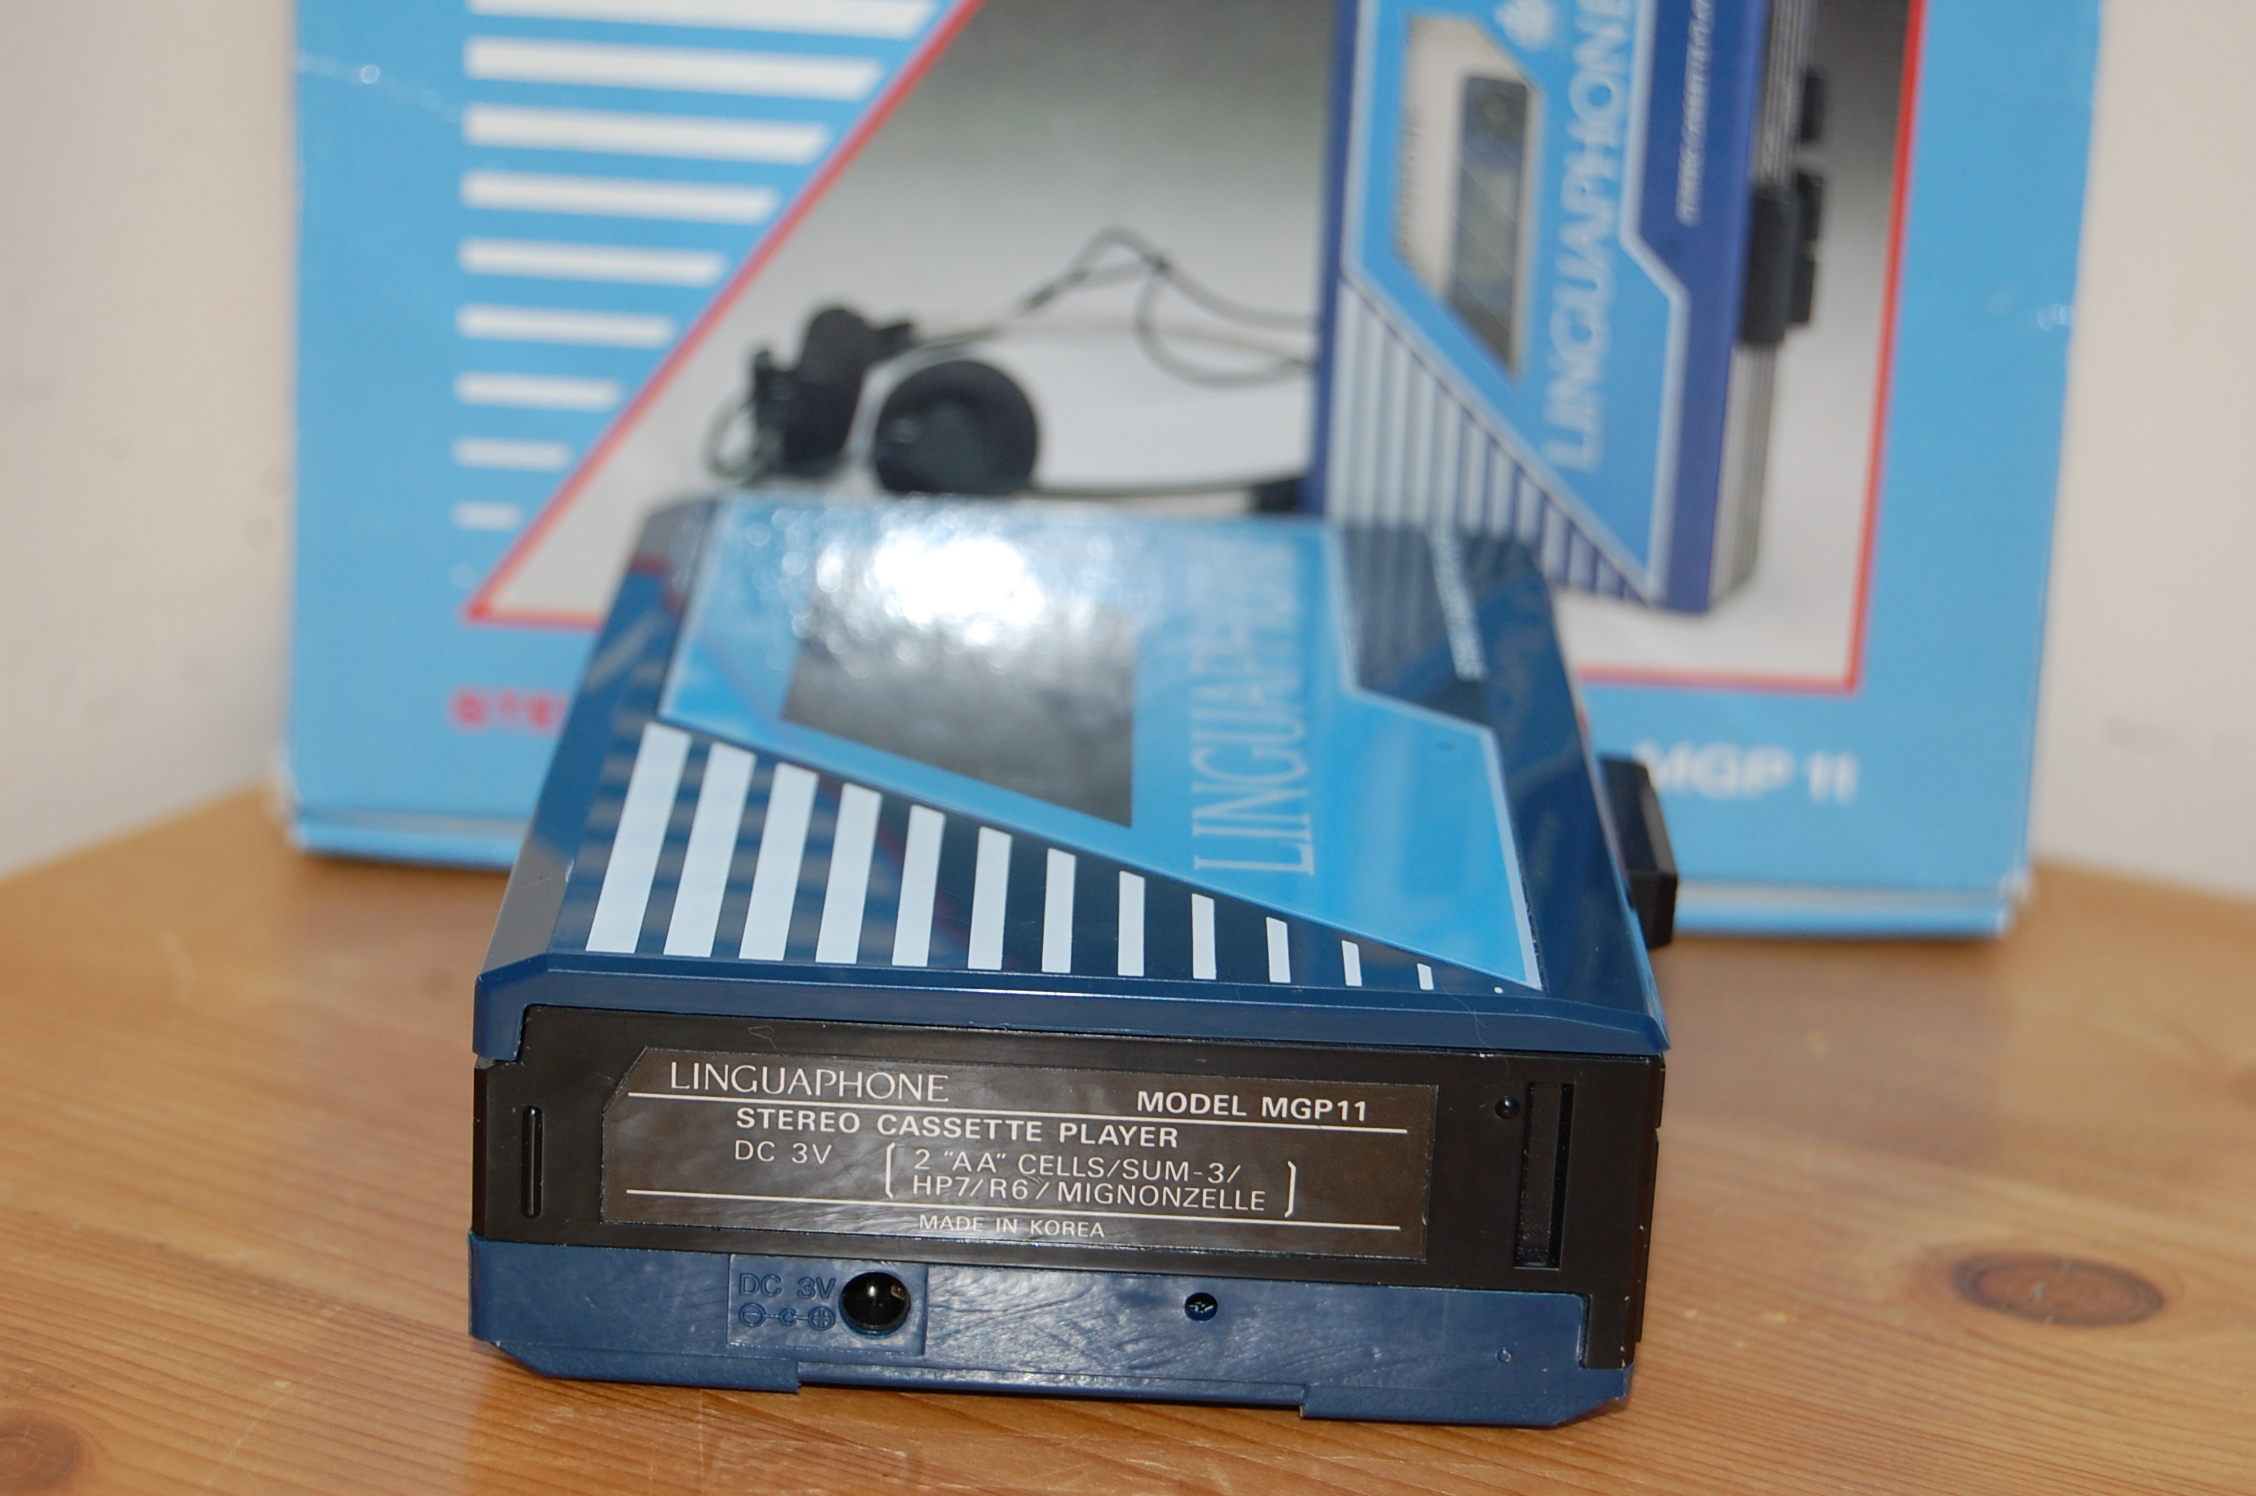 LINGUAPHONE
STE
MGP 11
LINGUAPHONE
LINGUAPHONE
MODEL MGP11
STEREO CASSETTE PLAYER
DC 3V
2 "AA" CELLS/SUM-3/
HP7/R6/MIGNONZELLE
MADE IN KOREA
DC 3V
- C +